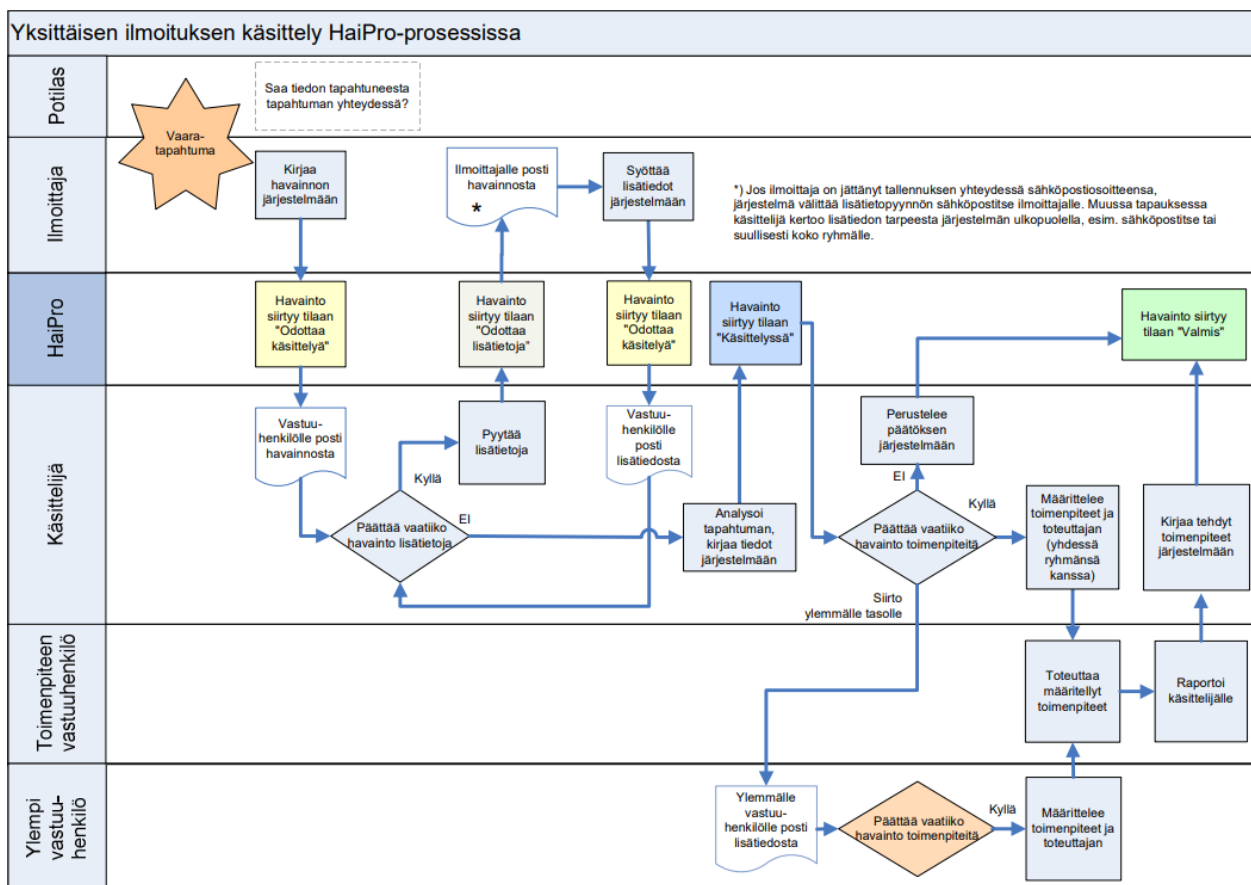 Yksittäisen ilmoituksen käsittely HaiPro-prosessissa
Potilas
Vaara-
tapahtuma
Saa tiedon tapahtuneesta
tapahtuman yhteydessä?
Ilmoittaja
Kirjaa
havainnon
järjestelmään
Ilmoittajalle posti
havainnosta
*
Syöttää
lisätiedot
järjestelmään
*) Jos ilmoittaja on jättänyt tallennuksen yhteydessä sähköpostiosoitteensa,
järjestelmä välittää lisätietopyynnön sähköpostitse ilmoittajalle. Muussa tapauksessa
käsittelijä kertoo lisätiedon tarpeesta järjestelmän ulkopuolella, esim. sähköpostitse tai
suullisesti koko ryhmälle.
HaiPro
Havainto
siirtyy tilaan
"Odottaa
käsittelyä"
Havainto
siirtyy tilaan
"Odottaa
lisätietoja"
Havainto
siirtyy tilaan
"Odottaa
käsitelyä"
Havainto
siirtyy tilaan
"Käsittelyssä"
Havainto siirtyy
tilaan "Valmis"
Käsittelijä
Vastuu-
henkilölle posti
havainnosta
Pyytää
lisätietoja
Vastuu-
henkilölle
posti
lisätiedosta
Perustelee
päätöksen
järjestelmään
Kyllä
EI
Päättää vaatiiko
havainto lisätietoja
EI
Analysoi
tapahtuman,
kirjaa tiedot
järjestelmään
Päättää vaatiiko
havainto toimenpiteitä
Kyllä
Määrittelee
toimenpiteet ja
toteuttajan
(yhdessä
ryhmänsä
kanssa)
Kirjaa tehdyt
toimenpiteet
järjestelmään
Siirto
ylemmälle tasolle
Toimenpiteen
vastuuhenkilö
Toteuttaa
määritellyt
toimenpiteet
Raportoi
käsittelijälle
Ylempi
vastuu-
henkilö
Ylemmälle
vastuu-
henkilölle posti
lisätiedosta
Päättää vaatiiko
havainto toimenpiteitä
Kyllä
Määrittelee
toimenpiteet ja
toteuttajan